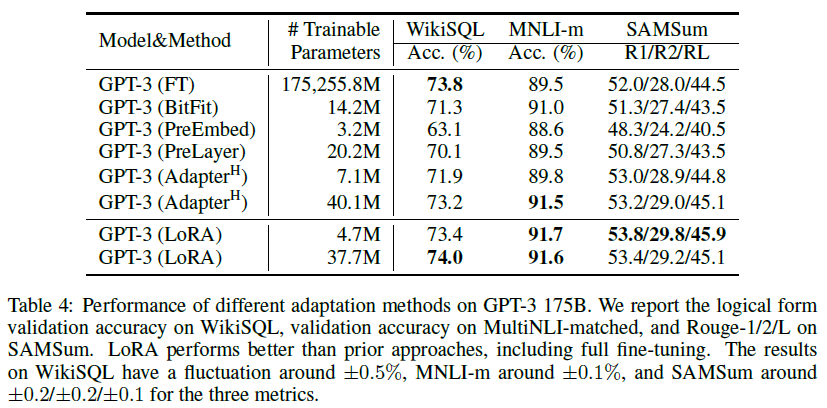 Model&Method # Trainable Parameters WikiSQL MNLI-m SAMSum
Acc. (%) Acc. (%) R1/R2/RL
GPT-3 (FT) 175,255.8M 73.8 89.5 52.0/28.0/44.5
GPT-3 (BitFit) 14.2M 71.3 91.0 51.3/27.4/43.5
GPT-3 (PreEmbed) 3.2M 63.1 88.6 48.3/24.2/40.5
GPT-3 (PreLayer) 20.2M 70.1 89.5 50.8/27.3/43.5
GPT-3 (Adapterᴴ) 7.1M 71.9 89.8 53.0/28.9/44.8
GPT-3 (Adapterᴴ) 40.1M 73.2 91.5 53.2/29.0/45.1
GPT-3 (LoRA) 4.7M 73.4 91.7 53.8/29.8/45.9
GPT-3 (LoRA) 37.7M 74.0 91.6 53.4/29.2/45.1
Table 4: Performance of different adaptation methods on GPT-3 175B. We report the logical form
validation accuracy on WikiSQL, validation accuracy on MultiNLI-matched, and Rouge-1/2/L on
SAMSum. LoRA performs better than prior approaches, including full fine-tuning. The results
on WikiSQL have a fluctuation around ±0.5%, MNLI-m around ±0.1%, and SAMSum around
±0.2/±0.2/±0.1 for the three metrics.